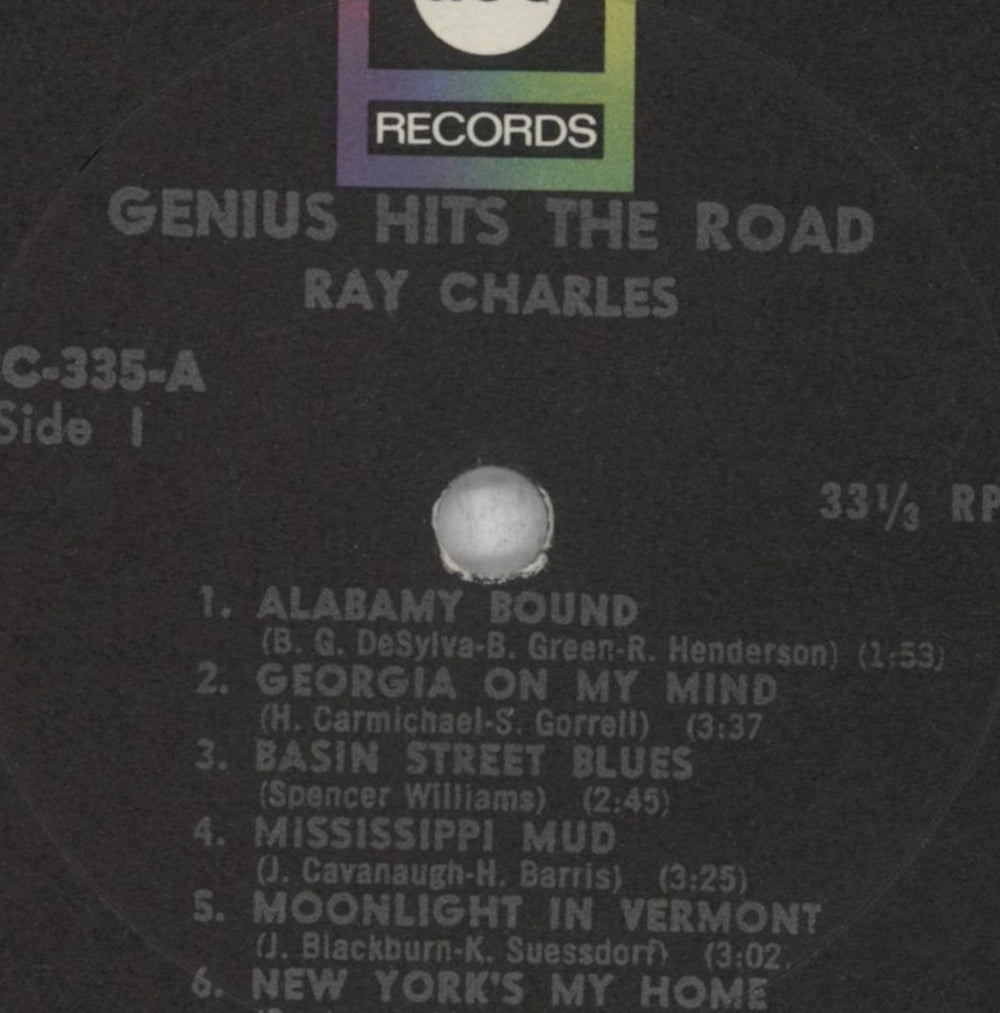 RECORDS
GENIUS HITS THE ROAD
RAY CHARLES
C-335-A
Side 1
33⅓ RP
1. ALABAMY BOUND
(B. G. DeSylva-B. Green-R. Henderson) (1:53)
2. GEORGIA ON MY MIND
(H. Carmichael-S. Gorrell) (3:37
3. BASIN STREET BLUES
(Spencer Williams) (2:45)
4. MISSISSIPPI MUD
(J. Cavanaugh-H. Barris) (3:25)
5. MOONLIGHT IN VERMONT
(J. Blackburn-K. Suessdorf) (3:02
6. NEW YORK'S MY HOME